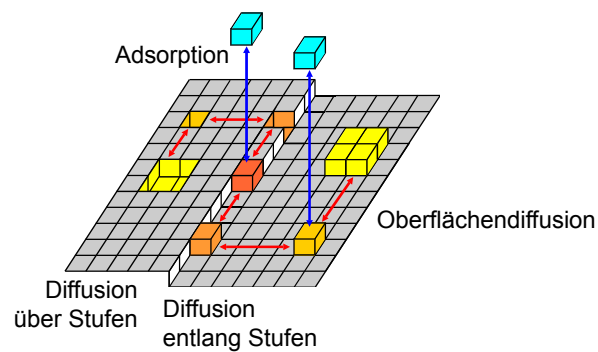 Adsorption
Oberflächendiffusion
Diffusion
über Stufen
Diffusion
entlang Stufen